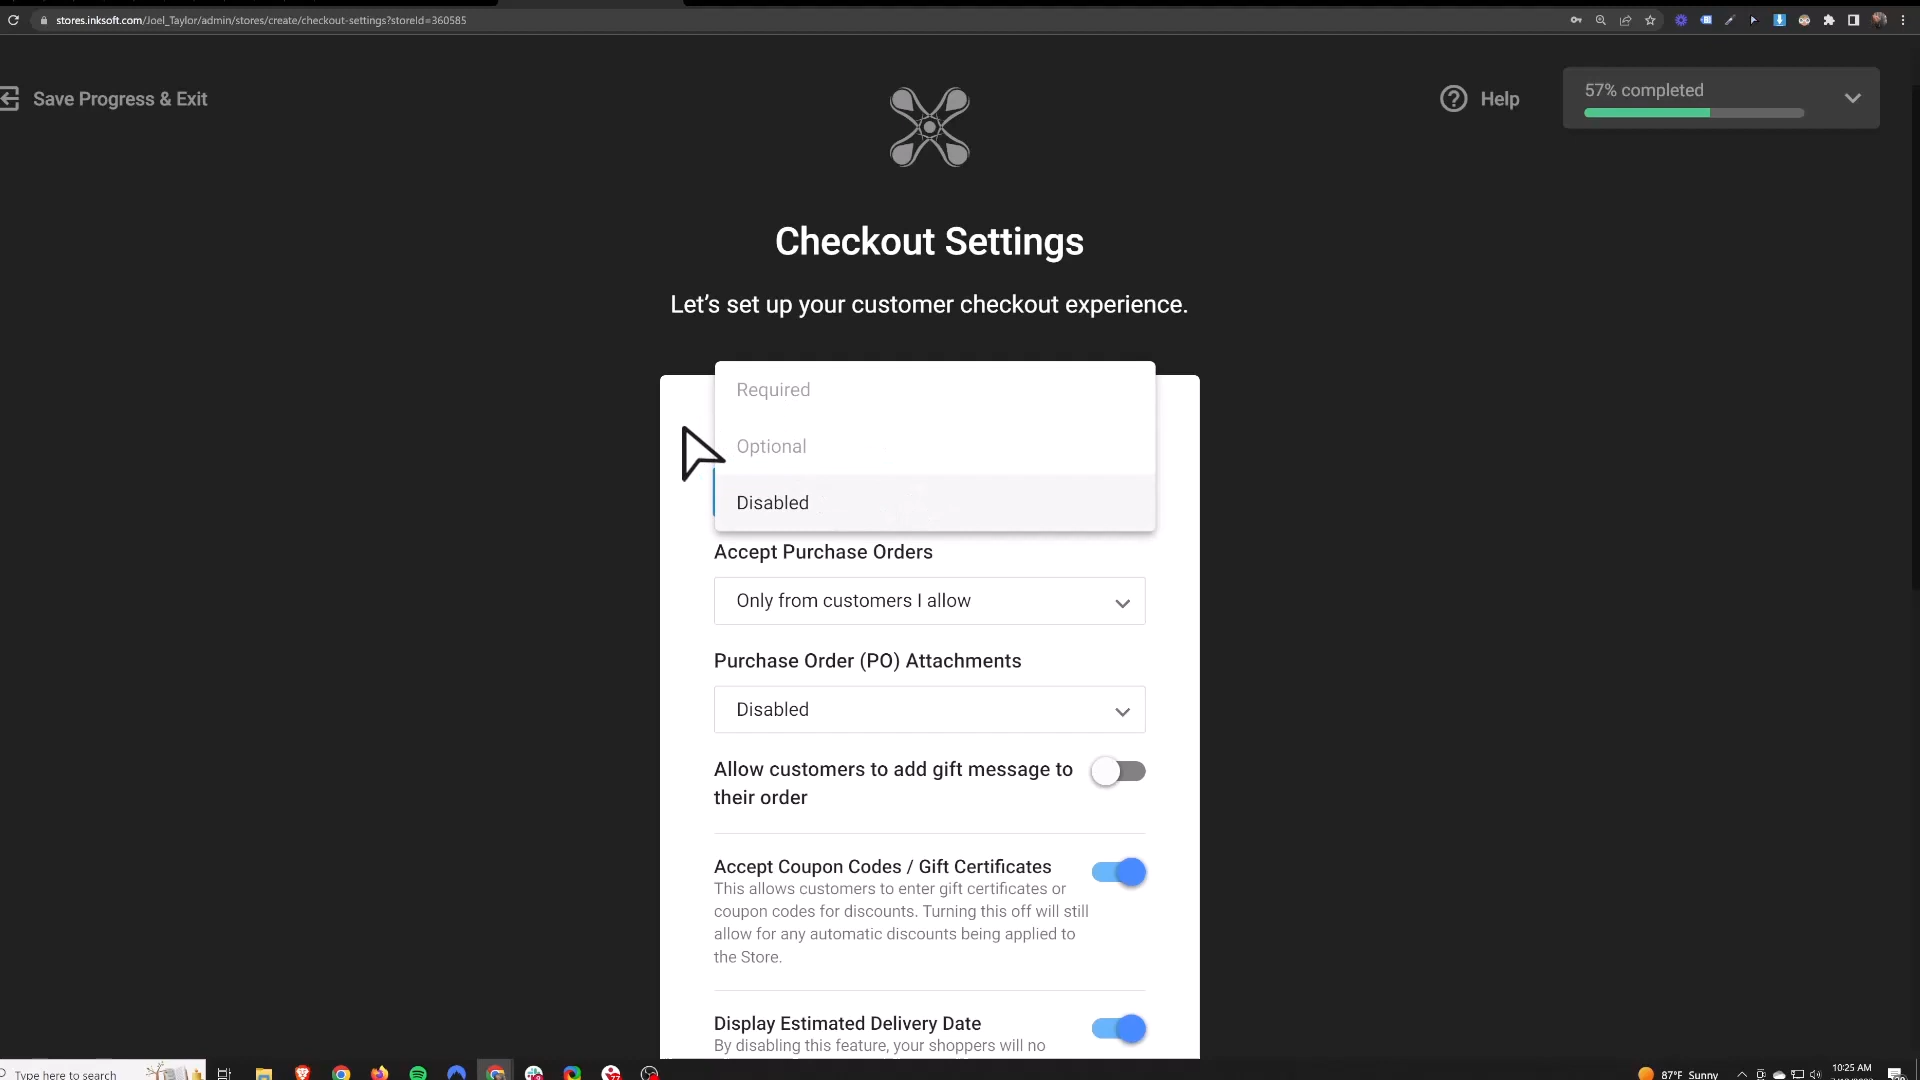 stores.inksoft.com/Joel_Taylor/admin/stores/create/checkout-settings?storeId=360585
Save Progress & Exit
Help
57% completed
Checkout Settings
Let’s set up your customer checkout experience.
Required
Optional
Disabled
Accept Purchase Orders
Only from customers I allow
Purchase Order (PO) Attachments
Disabled
Allow customers to add gift message to
their order
Accept Coupon Codes / Gift Certificates
This allows customers to enter gift certificates or
coupon codes for discounts. Turning this off will still
allow for any automatic discounts being applied to
the Store.
Display Estimated Delivery Date
By disabling this feature, your shoppers will no
Type here to search
87°F Sunny
10:25 AM